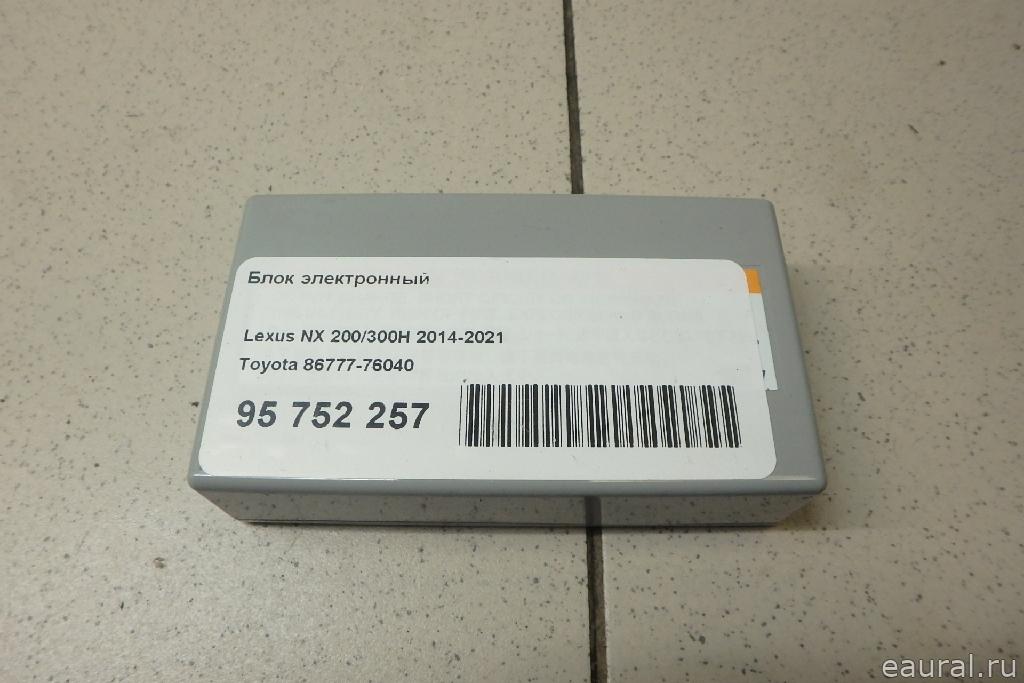 Блок электронный
Lexus NX 200/300H 2014-2021
Toyota 86777-76040
95 752 257
eaural.ru